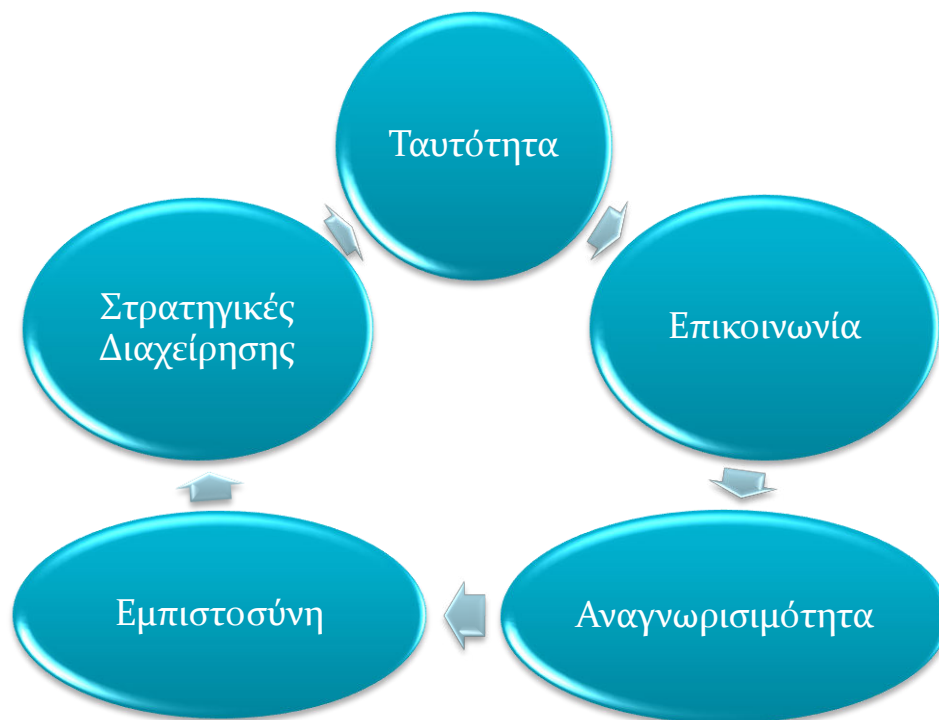 Ταυτότητα
Επικοινωνία
Αναγνωρισιμότητα
Εμπιστοσύνη
Στρατηγικές
Διαχείρησης